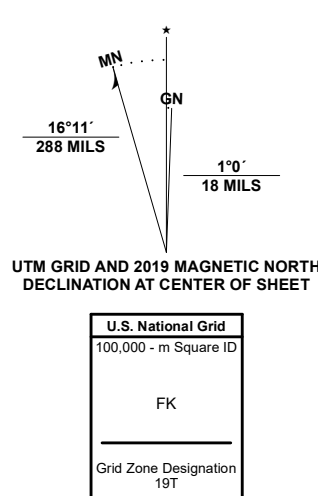 ★
MN
GN
16°11´
288 MILS
1°0´
18 MILS
UTM GRID AND 2019 MAGNETIC NORTH
DECLINATION AT CENTER OF SHEET
U.S. National Grid
100,000 - m Square ID
FK
Grid Zone Designation
19T